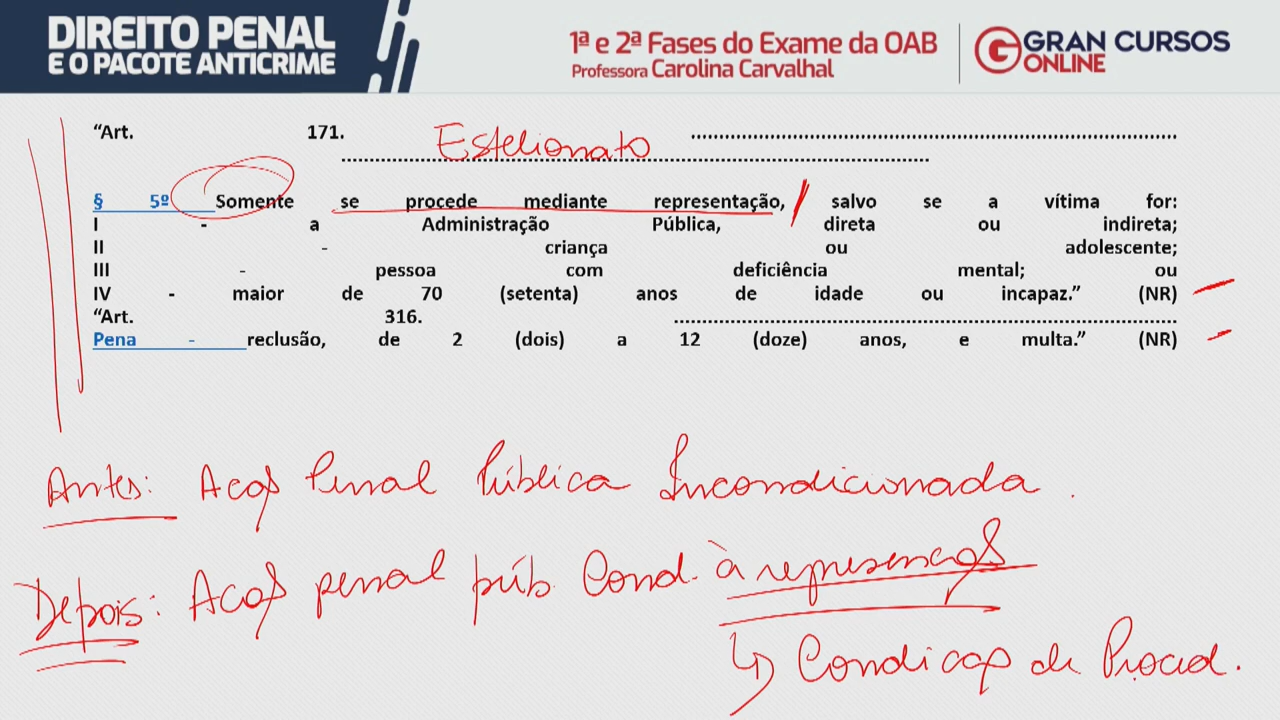 DIREITO PENAL
E O PACOTE ANTICRIME
1ª e 2ª Fases do Exame da OAB
Professora Carolina Carvalhal
GRAN CURSOS
ONLINE
“Art. 171. Estelionato ................................................................
................................................................
§ 5º Somente se procede mediante representação, salvo se a vítima for:
I - a Administração Pública, direta ou indireta;
II - criança ou adolescente;
III - pessoa com deficiência mental; ou
IV - maior de 70 (setenta) anos de idade ou incapaz.” (NR)
“Art. 316. ................................................................
Pena - reclusão, de 2 (dois) a 12 (doze) anos, e multa.” (NR)
Antes: Ação Penal Pública Incondicionada.
Depois: Ação penal púb. Cond. à representação
↳ Condição de Proced.